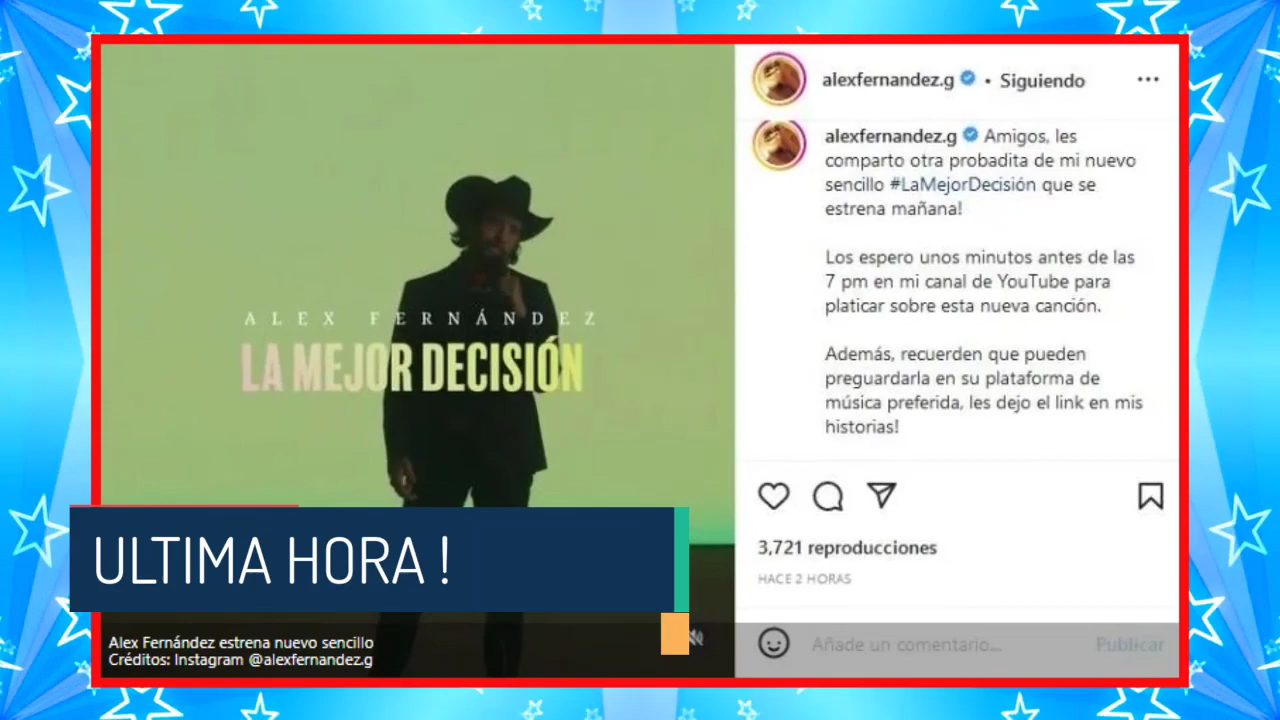 ALEX FERNÁNDEZ
LA MEJOR DECISIÓN
ULTIMA HORA !
Alex Fernández estrena nuevo sencillo
Créditos: Instagram @alexfernandez.g
alexfernandez.g • Siguiendo
alexfernandez.g Amigos, les
comparto otra probadita de mi nuevo
sencillo #LaMejorDecisión que se
estrena mañana!
Los espero unos minutos antes de las
7 pm en mi canal de YouTube para
platicar sobre esta nueva canción.
Además, recuerden que pueden
preguardarla en su plataforma de
música preferida, les dejo el link en mis
historias!
3,721 reproducciones
HACE 2 HORAS
Añade un comentario...
Publicar